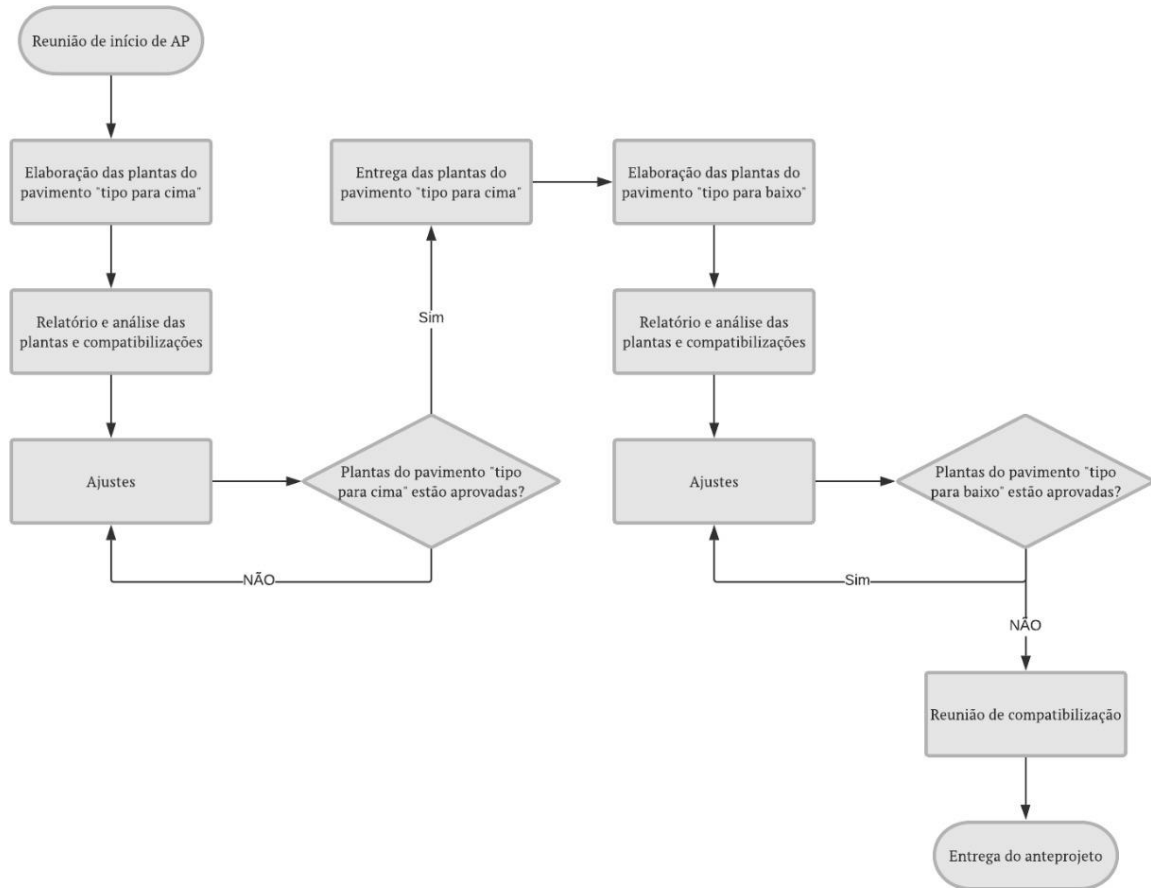 Reunião de início de AP
Elaboração das plantas do
pavimento "tipo para cima"
Relatório e análise das
plantas e compatibilizações
Ajustes
Plantas do pavimento "tipo
para cima" estão aprovadas?
NÃO
Sim
Entrega das plantas do
pavimento "tipo para cima"
Elaboração das plantas do
pavimento "tipo para baixo"
Relatório e análise das
plantas e compatibilizações
Ajustes
Plantas do pavimento "tipo
para baixo" estão aprovadas?
Sim
NÃO
Reunião de compatibilização
Entrega do anteprojeto